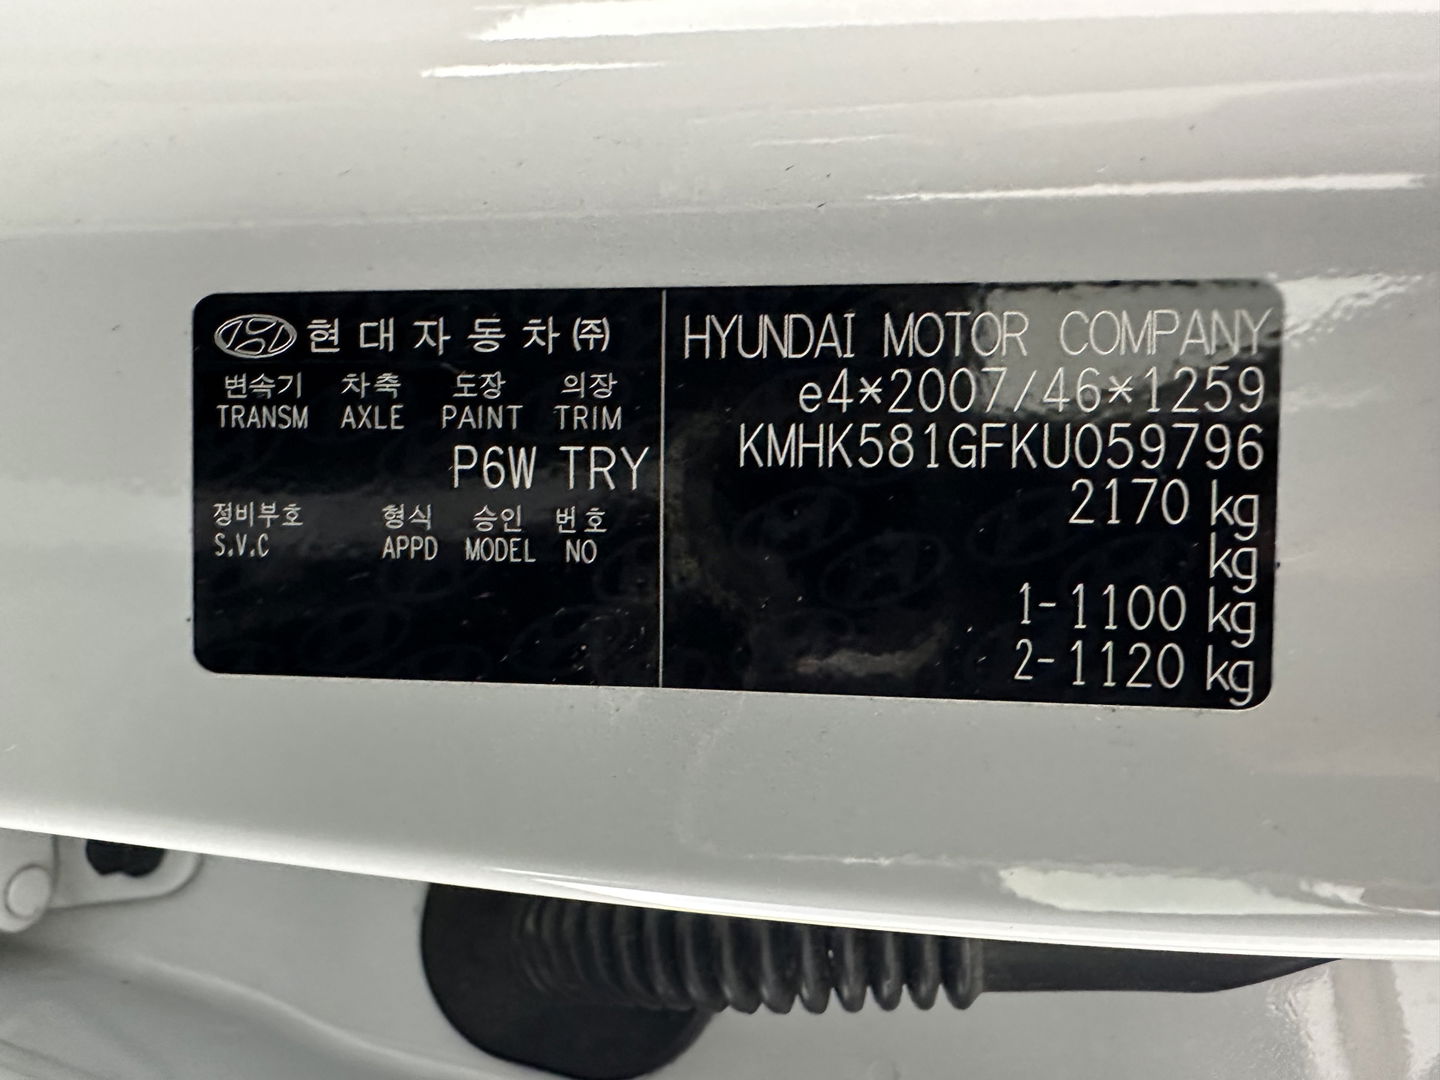 현대자동차㈜
변속기 차축 도장 의장
TRANSM AXLE PAINT TRIM
P6W TRY
정비부호 형식 승인 번호
S.V.C APPD MODEL NO
HYUNDAI MOTOR COMPANY
e4*2007/46*1259
KMHK581GFKU059796
2170 kg
kg
1-1100 kg
2-1120 kg